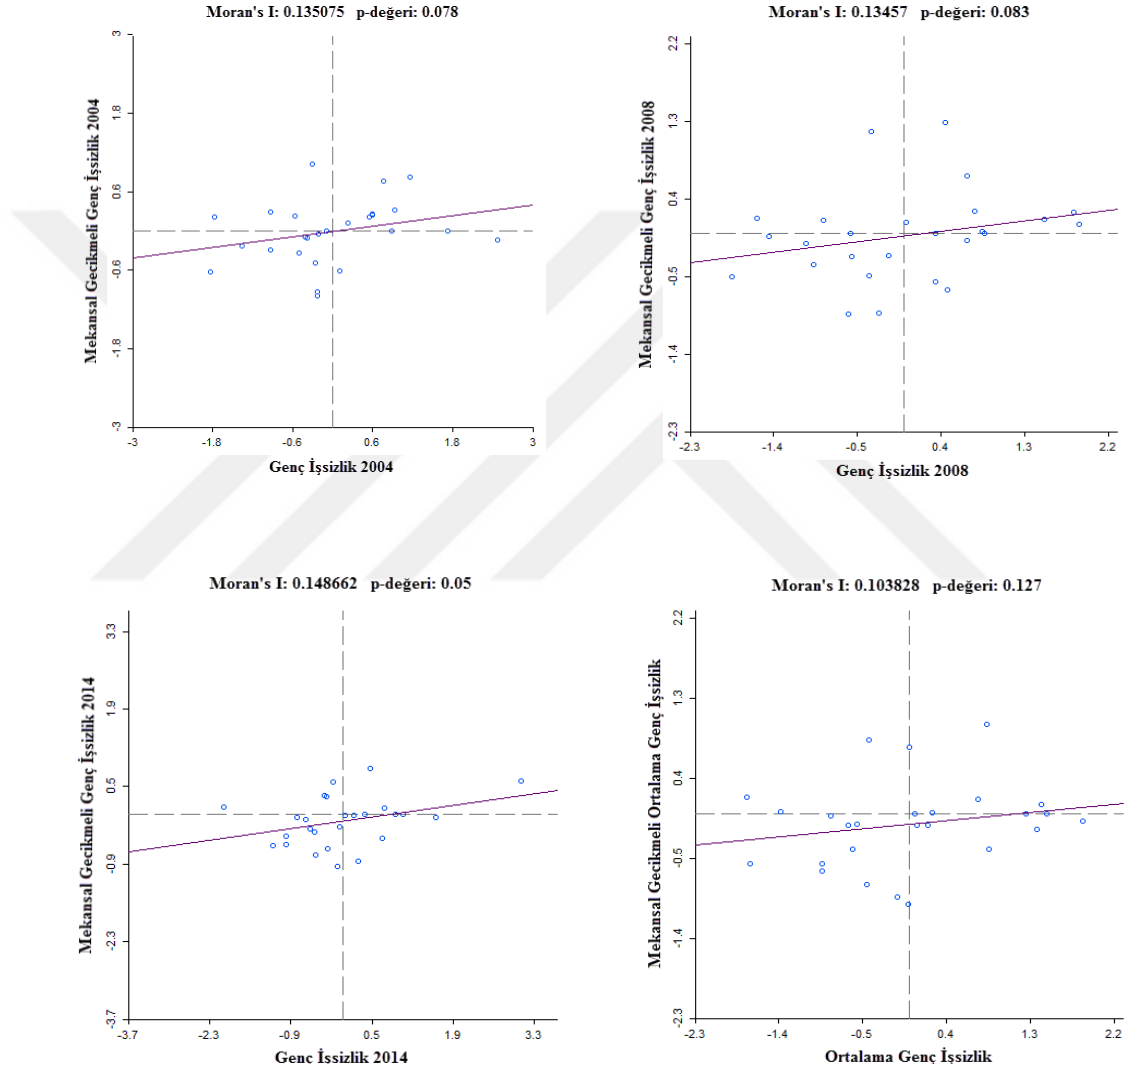 Moran's I: 0.135075 p-değeri: 0.078
Mekansal Gecikmeli Genç İşsizlik 2004
3
1.8
0.6
-0.6
-1.8
-3
-3 -1.8 -0.6 0.6 1.8 3
Genç İşsizlik 2004
Moran's I: 0.13457 p-değeri: 0.083
Mekansal Gecikmeli Genç İşsizlik 2008
2.2
1.3
0.4
-0.5
-1.4
-2.3
-2.3 -1.4 -0.5 0.4 1.3 2.2
Genç İşsizlik 2008
Moran's I: 0.148662 p-değeri: 0.05
Mekansal Gecikmeli Genç İşsizlik 2014
3.3
1.9
0.5
-0.9
-2.3
-3.7
-3.7 -2.3 -0.9 0.5 1.9 3.3
Genç İşsizlik 2014
Moran's I: 0.103828 p-değeri: 0.127
Mekansal Gecikmeli Ortalama Genç İşsizlik
2.2
1.3
0.4
-0.5
-1.4
-2.3
-2.3 -1.4 -0.5 0.4 1.3 2.2
Ortalama Genç İşsizlik